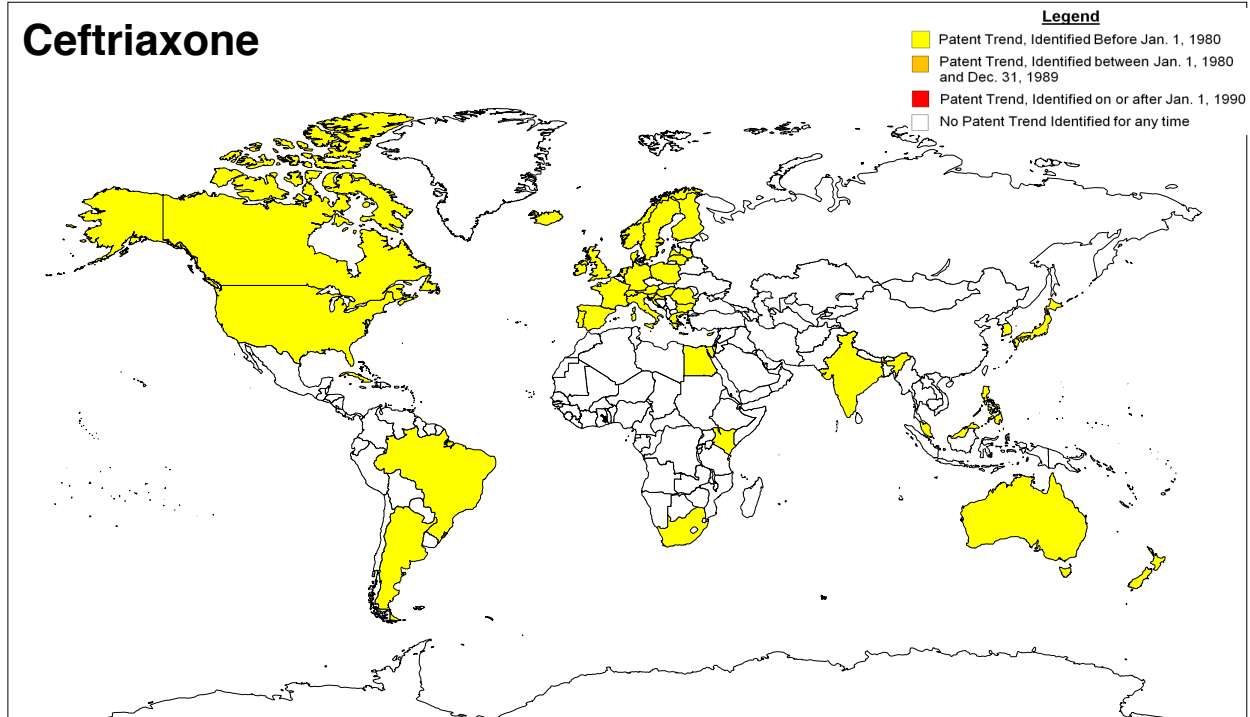 Ceftriaxone
Legend
Patent Trend, Identified Before Jan. 1, 1980
Patent Trend, Identified between Jan. 1, 1980
and Dec. 31, 1989
Patent Trend, Identified on or after Jan. 1, 1990
No Patent Trend Identified for any time